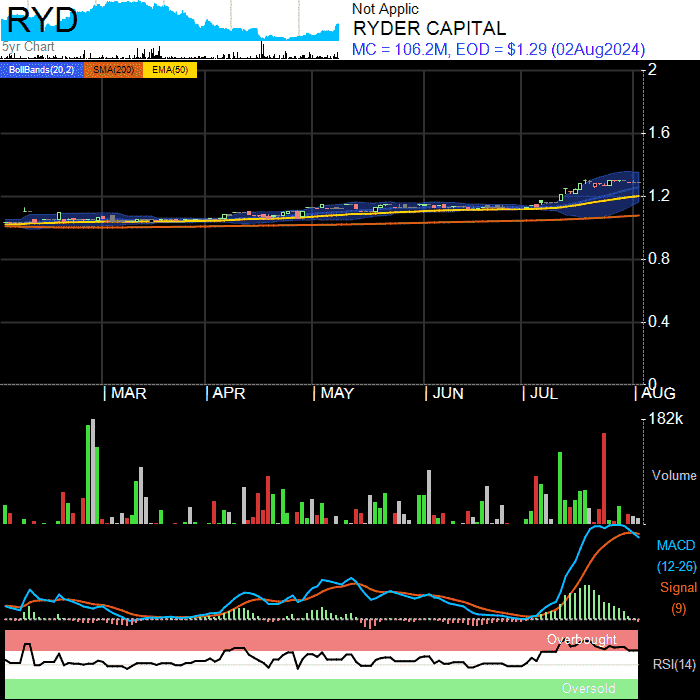 RYD
5yr Chart
Not Applic
RYDER CAPITAL
MC = 106.2M, EOD = $1.29 (02Aug2024)
BollBands(20,2) SMA(200) EMA(50)
2
1.6
1.2
0.8
0.4
0
| MAR | APR | MAY | JUN | JUL | AUG
182k
Volume
MACD
(12-26)
Signal
(9)
Overbought
RSI(14)
Oversold